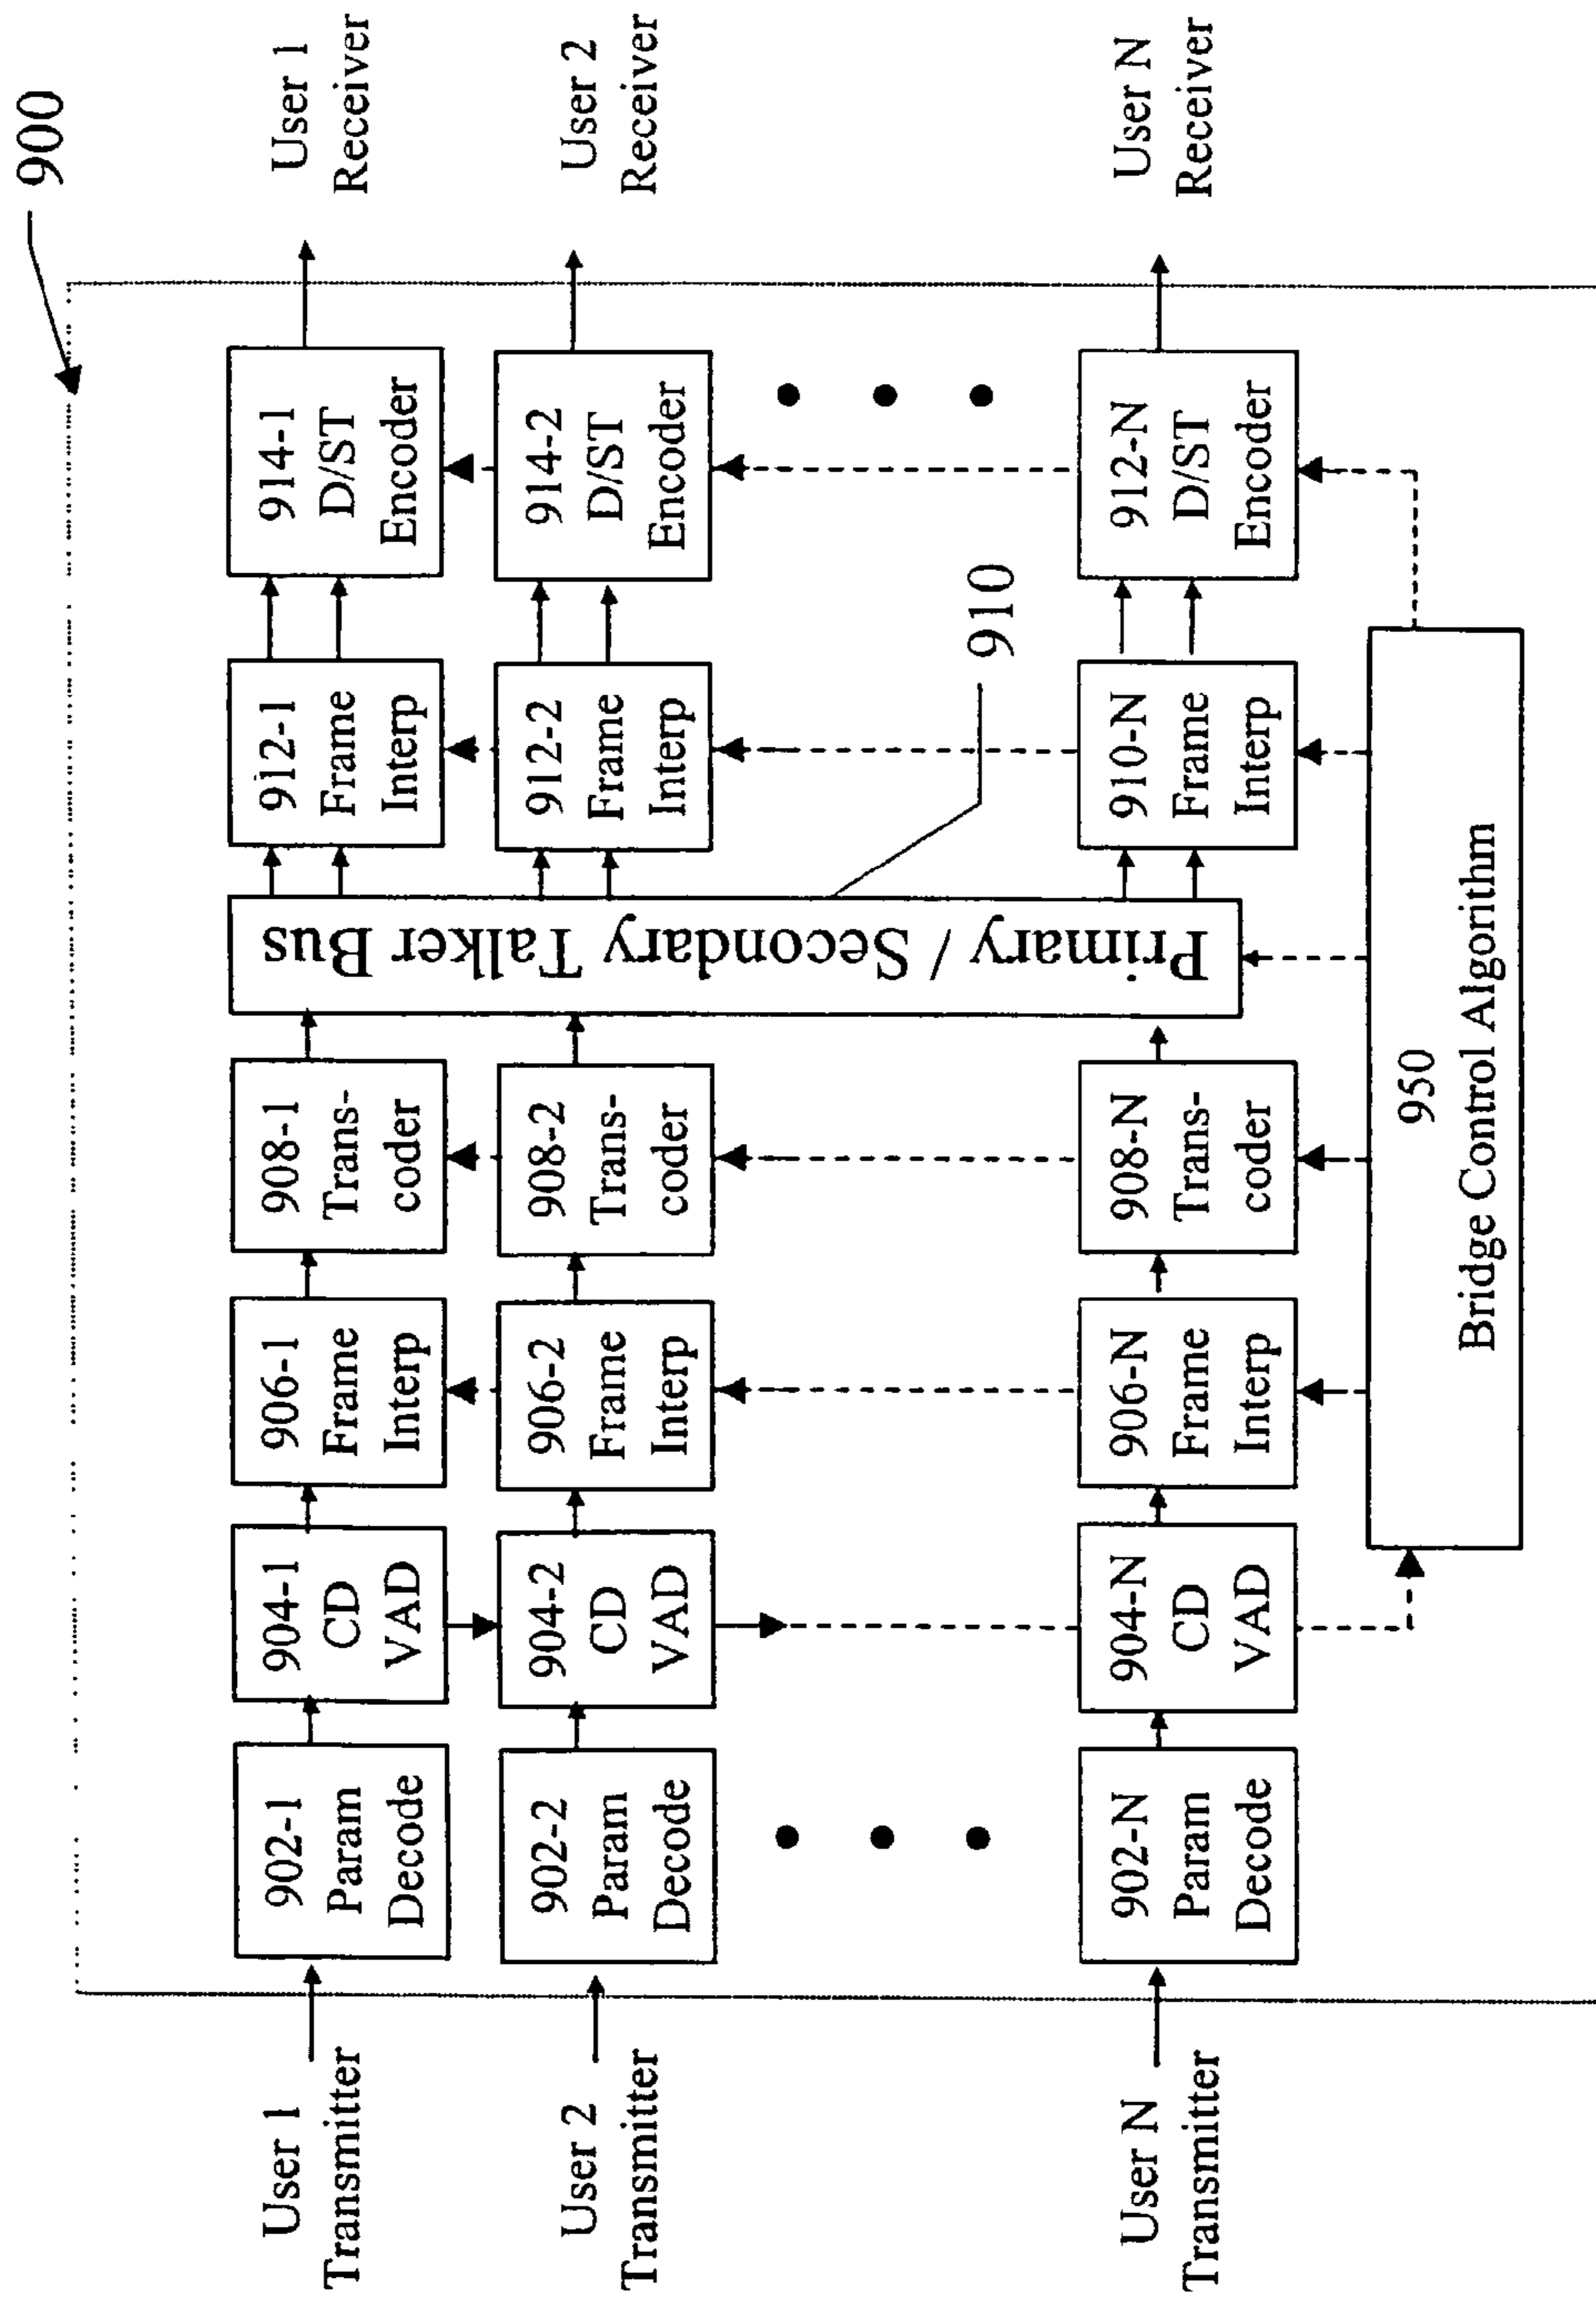 900
User 1
Transmitter
902-1
Param
Decode
904-1
CD
VAD
906-1
Frame
Interp
908-1
Trans-
coder
912-1
Frame
Interp
914-1
D/ST
Encoder
User 1
Receiver
User 2
Transmitter
902-2
Param
Decode
904-2
CD
VAD
906-2
Frame
Interp
908-2
Trans-
coder
Primary / Secondary Talker Bus
912-2
Frame
Interp
914-2
D/ST
Encoder
User 2
Receiver
910
User N
Transmitter
902-N
Param
Decode
904-N
CD
VAD
906-N
Frame
Interp
908-N
Trans-
coder
910-N
Frame
Interp
912-N
D/ST
Encoder
User N
Receiver
950
Bridge Control Algorithm